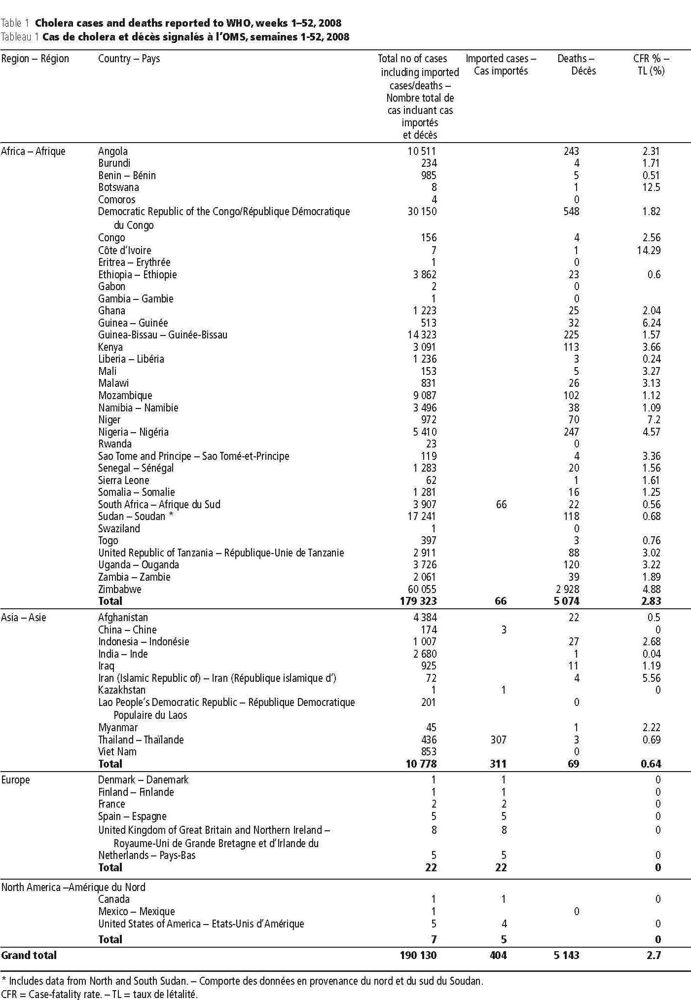 Table 1 Cholera cases and deaths reported to WHO, weeks 1–52, 2008
Tableau 1 Cas de cholera et décès signalés à l’OMS, semaines 1-52, 2008
Region – Région Country – Pays Total no of cases Imported cases – Deaths – CFR % –
including imported Cas importés Décès TL (%)
cases/deaths –
Nombre total de
cas incluant cas
importés
et décès
Africa – Afrique Angola 10 511 243 2.31
Burundi 234 4 1.71
Benin – Bénin 985 5 0.51
Botswana 8 1 12.5
Comoros 4 0
Democratic Republic of the Congo/République Démocratique 30 150 548 1.82
du Congo
Congo 156 4 2.56
Côte d’Ivoire 7 1 14.29
Eritrea – Erythrée 1 0
Ethiopia – Ethiopie 3 862 23 0.6
Gabon 2 0
Gambia – Gambie 1 0
Ghana 1 223 25 2.04
Guinea – Guinée 513 32 6.24
Guinea-Bissau – Guinée-Bissau 14 323 225 1.57
Kenya 3 091 113 3.66
Liberia – Libéria 1 236 3 0.24
Mali 153 5 3.27
Malawi 831 26 3.13
Mozambique 9 087 102 1.12
Namibia – Namibie 3 496 38 1.09
Niger 972 70 7.2
Nigeria – Nigéria 5 410 247 4.57
Rwanda 23 0
Sao Tome and Principe – Sao Tomé-et-Principe 119 4 3.36
Senegal – Sénégal 1 283 20 1.56
Sierra Leone 62 1 1.61
Somalia – Somalie 1 281 16 1.25
South Africa – Afrique du Sud 3 907 66 22 0.56
Sudan – Soudan * 17 241 118 0.68
Swaziland 1 0
Togo 397 3 0.76
United Republic of Tanzania – République-Unie de Tanzanie 2 911 88 3.02
Uganda – Ouganda 3 726 120 3.22
Zambia – Zambie 2 061 39 1.89
Zimbabwe 60 055 2 928 4.88
Total 179 323 66 5 074 2.83
Asia – Asie Afghanistan 4 384 22 0.5
China – Chine 174 3 0
Indonesia – Indonésie 1 007 27 2.68
India – Inde 2 680 1 0.04
Iraq 925 11 1.19
Iran (Islamic Republic of) – Iran (République islamique d’) 72 4 5.56
Kazakhstan 1 1 0
Lao People’s Democratic Republic – République Democratique 201 0
Populaire du Laos
Myanmar 45 1 2.22
Thailand – Thaïlande 436 307 3 0.69
Viet Nam 853 0
Total 10 778 311 69 0.64
Europe Denmark – Danemark 1 1 0
Finland – Finlande 1 1 0
France 2 2 0
Spain – Espagne 5 5 0
United Kingdom of Great Britain and Northern Ireland – 8 8 0
Royaume-Uni de Grande Bretagne et d’Irlande du
Netherlands – Pays-Bas 5 5 0
Total 22 22 0
North America –Amérique du Nord
Canada 1 1 0
Mexico – Mexique 1 0
United States of America – Etats-Unis d’Amérique 5 4 0
Total 7 5 0
Grand total 190 130 404 5 143 2.7
* Includes data from North and South Sudan. – Comporte des données en provenance du nord et du sud du Soudan.
CFR = Case-fatality rate. – TL = taux de létalité.